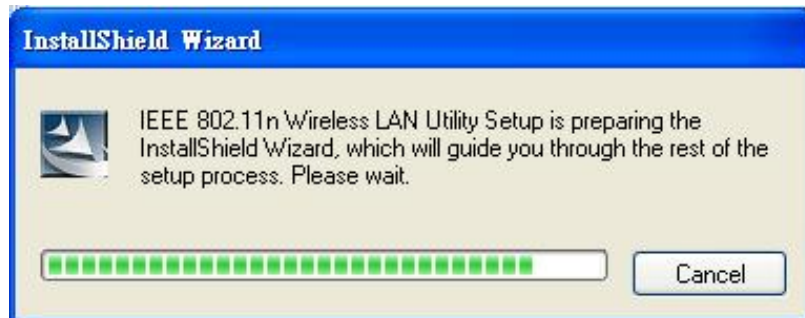 InstallShield Wizard
IEEE 802.11n Wireless LAN Utility Setup is preparing the
InstallShield Wizard, which will guide you through the rest of the
setup process. Please wait.
Cancel